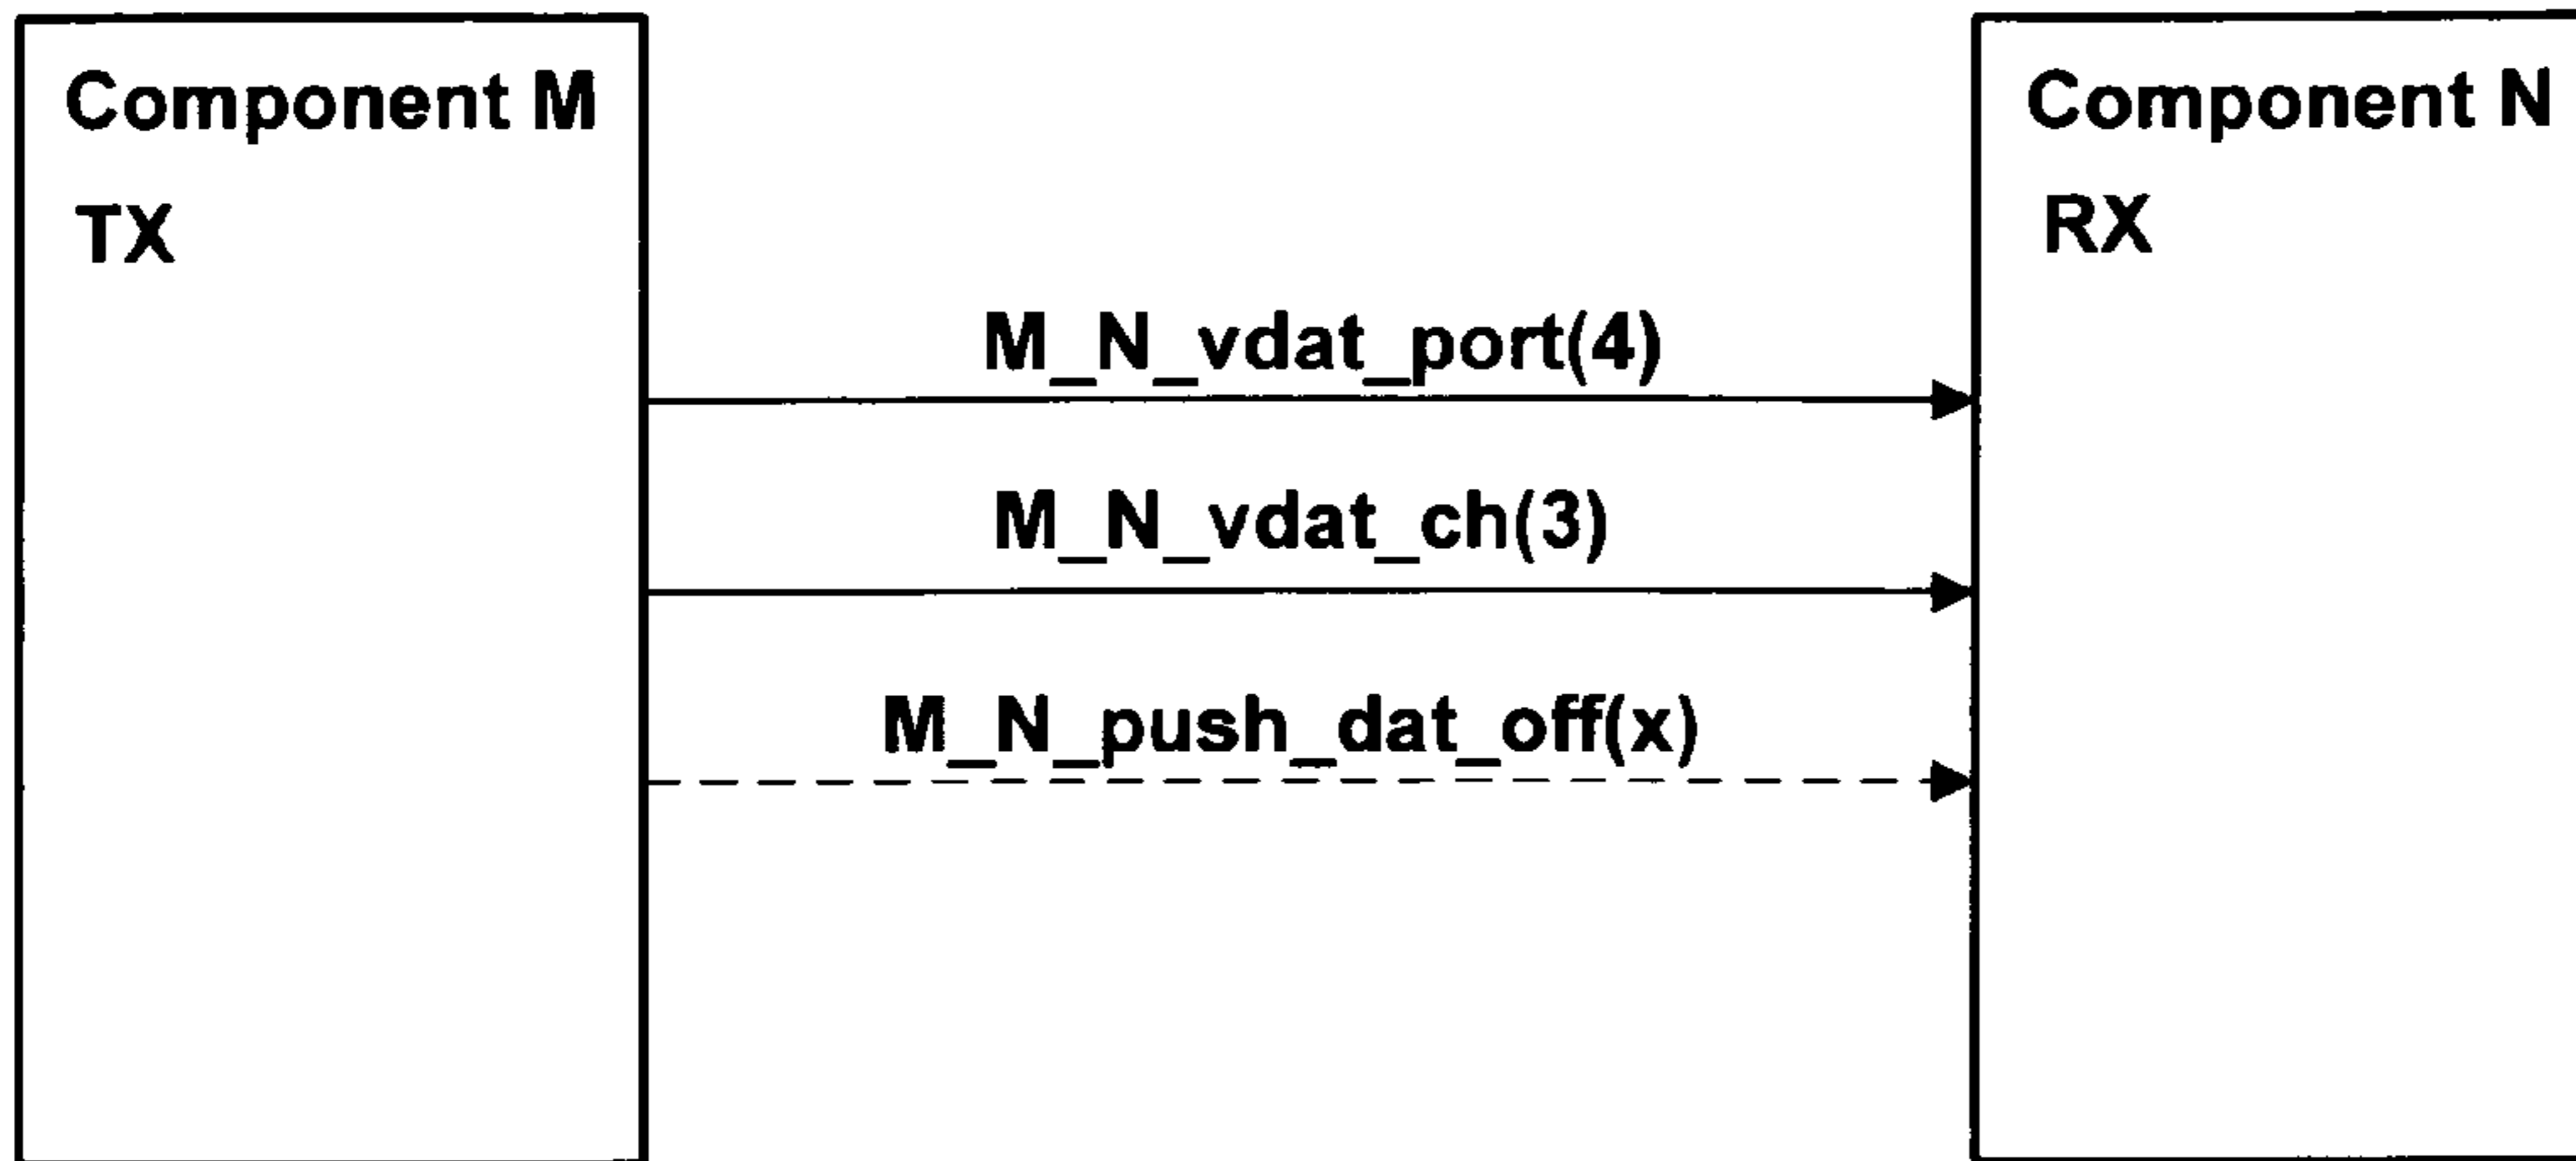 Component M
TX
Component N
RX
M_N_vdat_port(4)
M_N_vdat_ch(3)
M_N_push_dat_off(x)